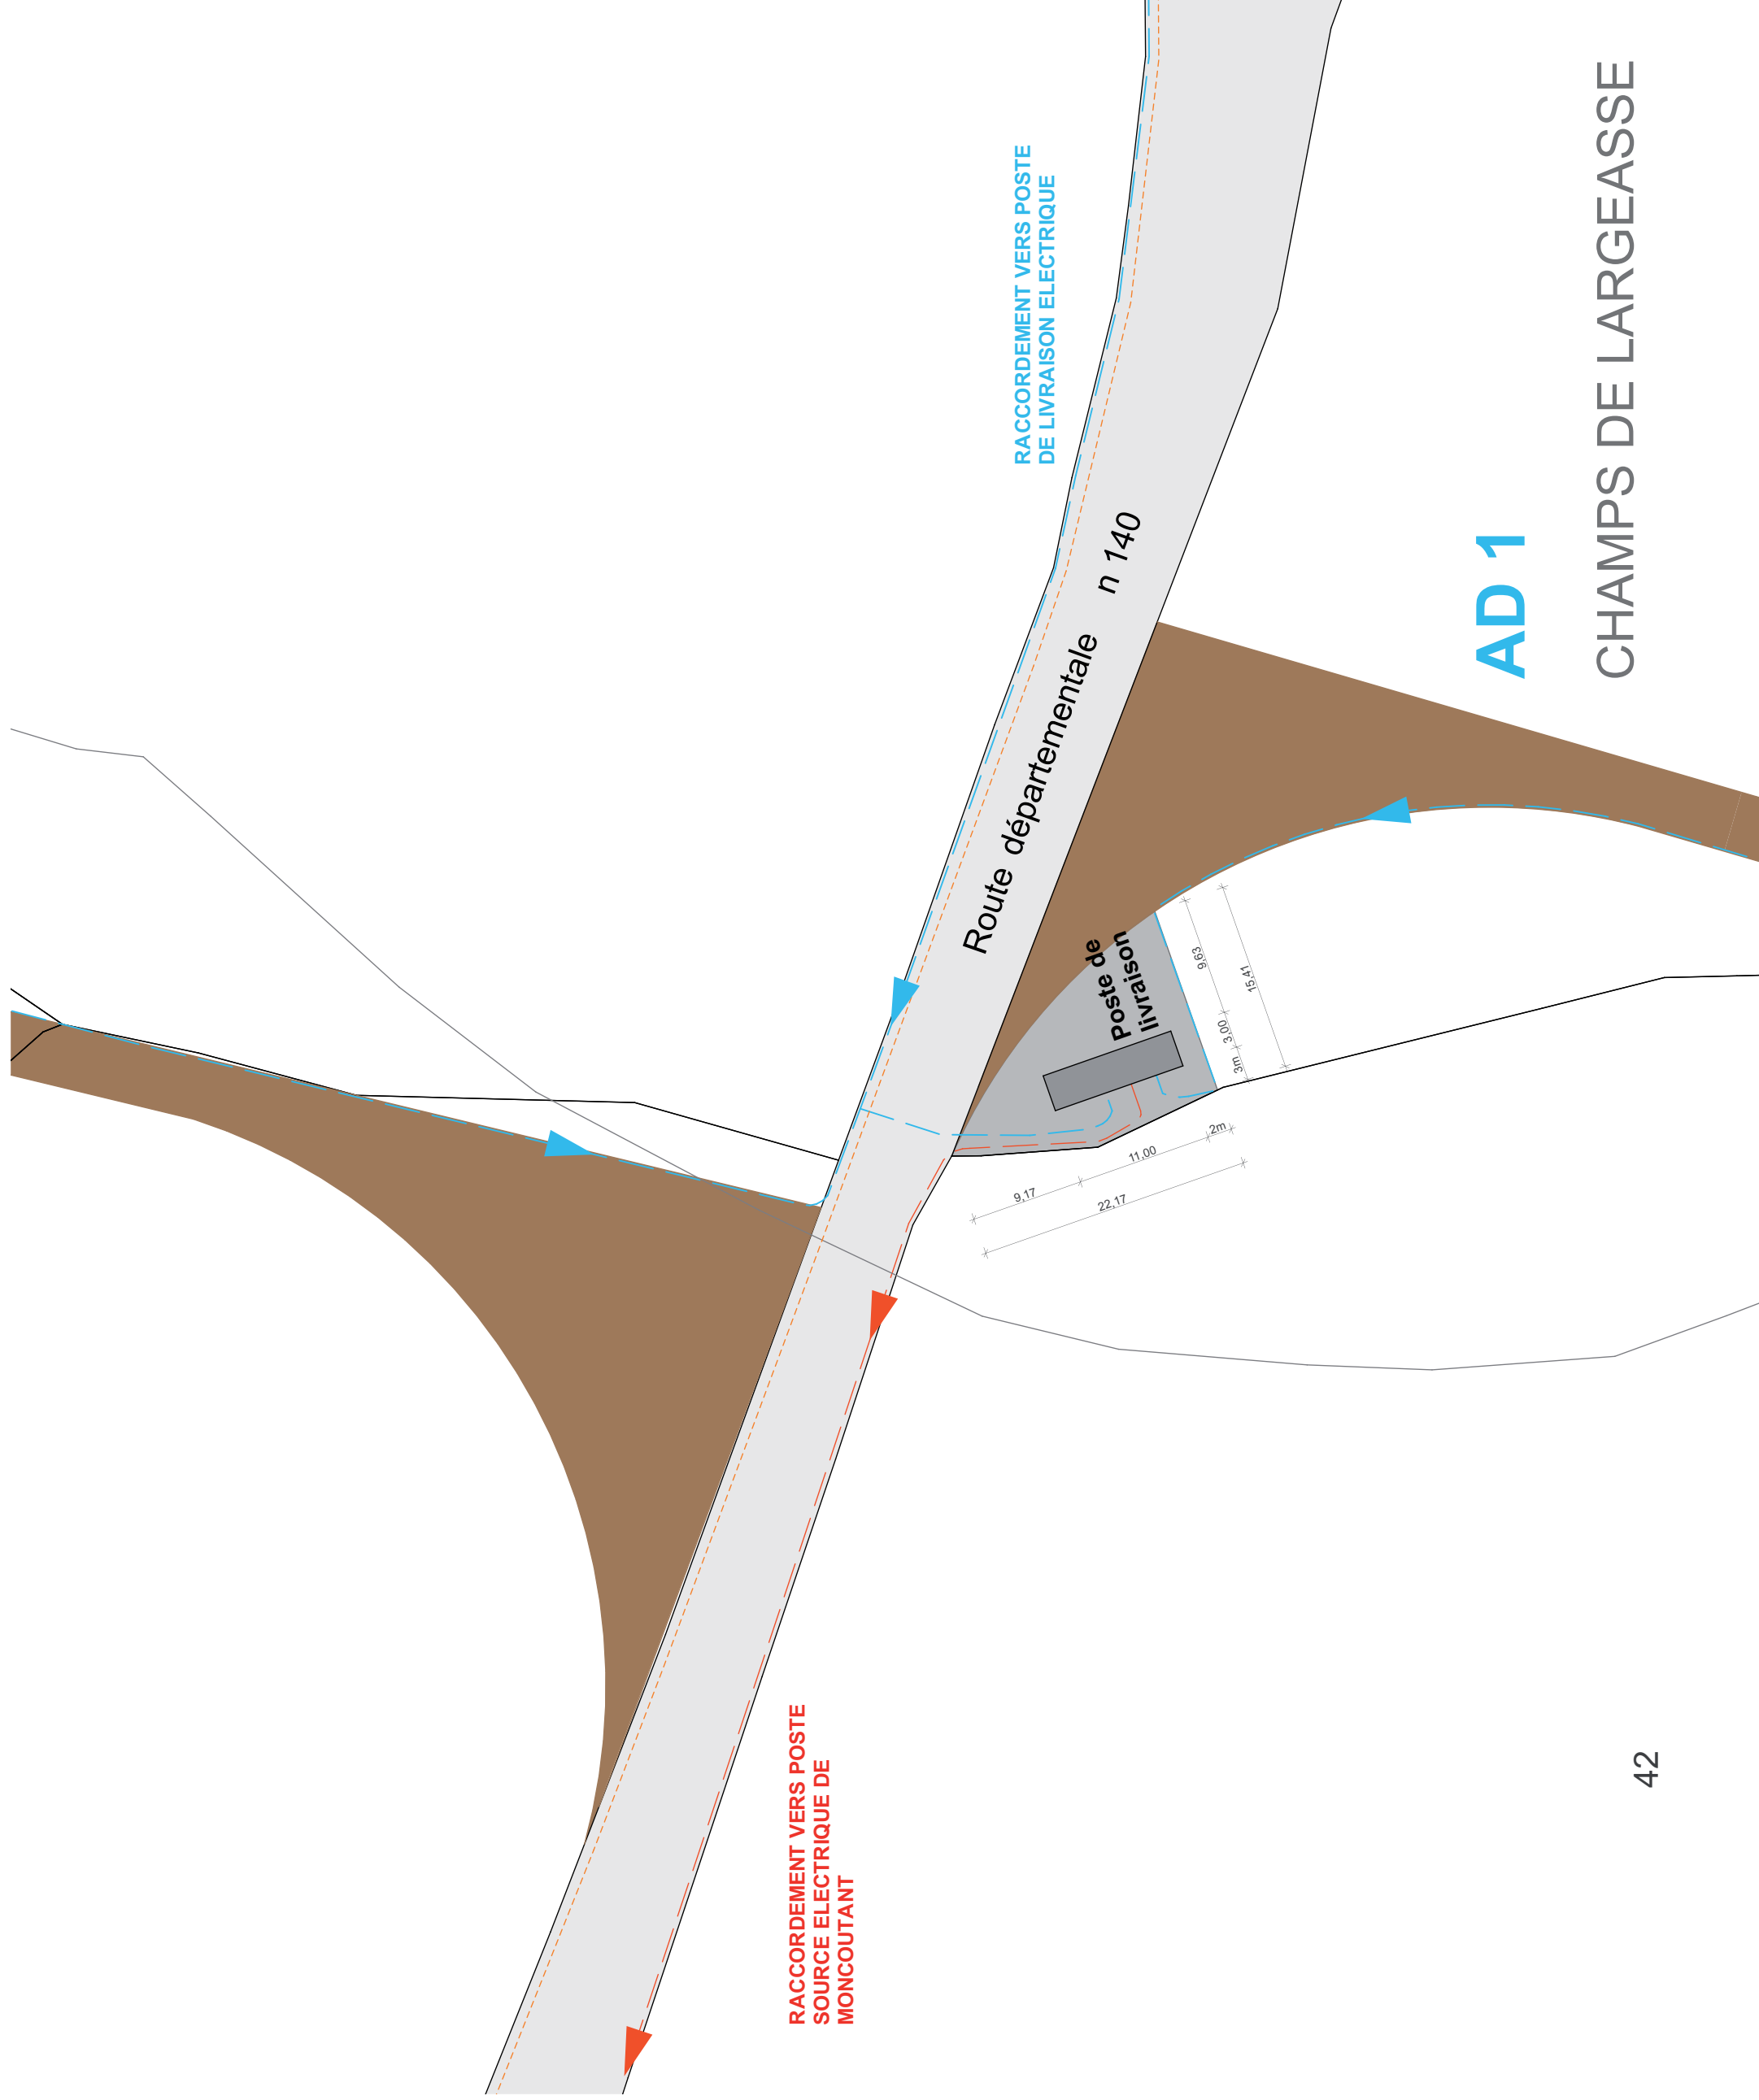 RACCORDEMENT VERS POSTE
DE LIVRAISON ELECTRIQUE
Route départementale n 140
AD 1
CHAMPS DE LARGEASSE
Poste de
livraison
9,63
15,41
3,00
3m
2m
11,00
9,17
22,17
RACCORDEMENT VERS POSTE
SOURCE ELECTRIQUE DE
MONCOUTANT
42